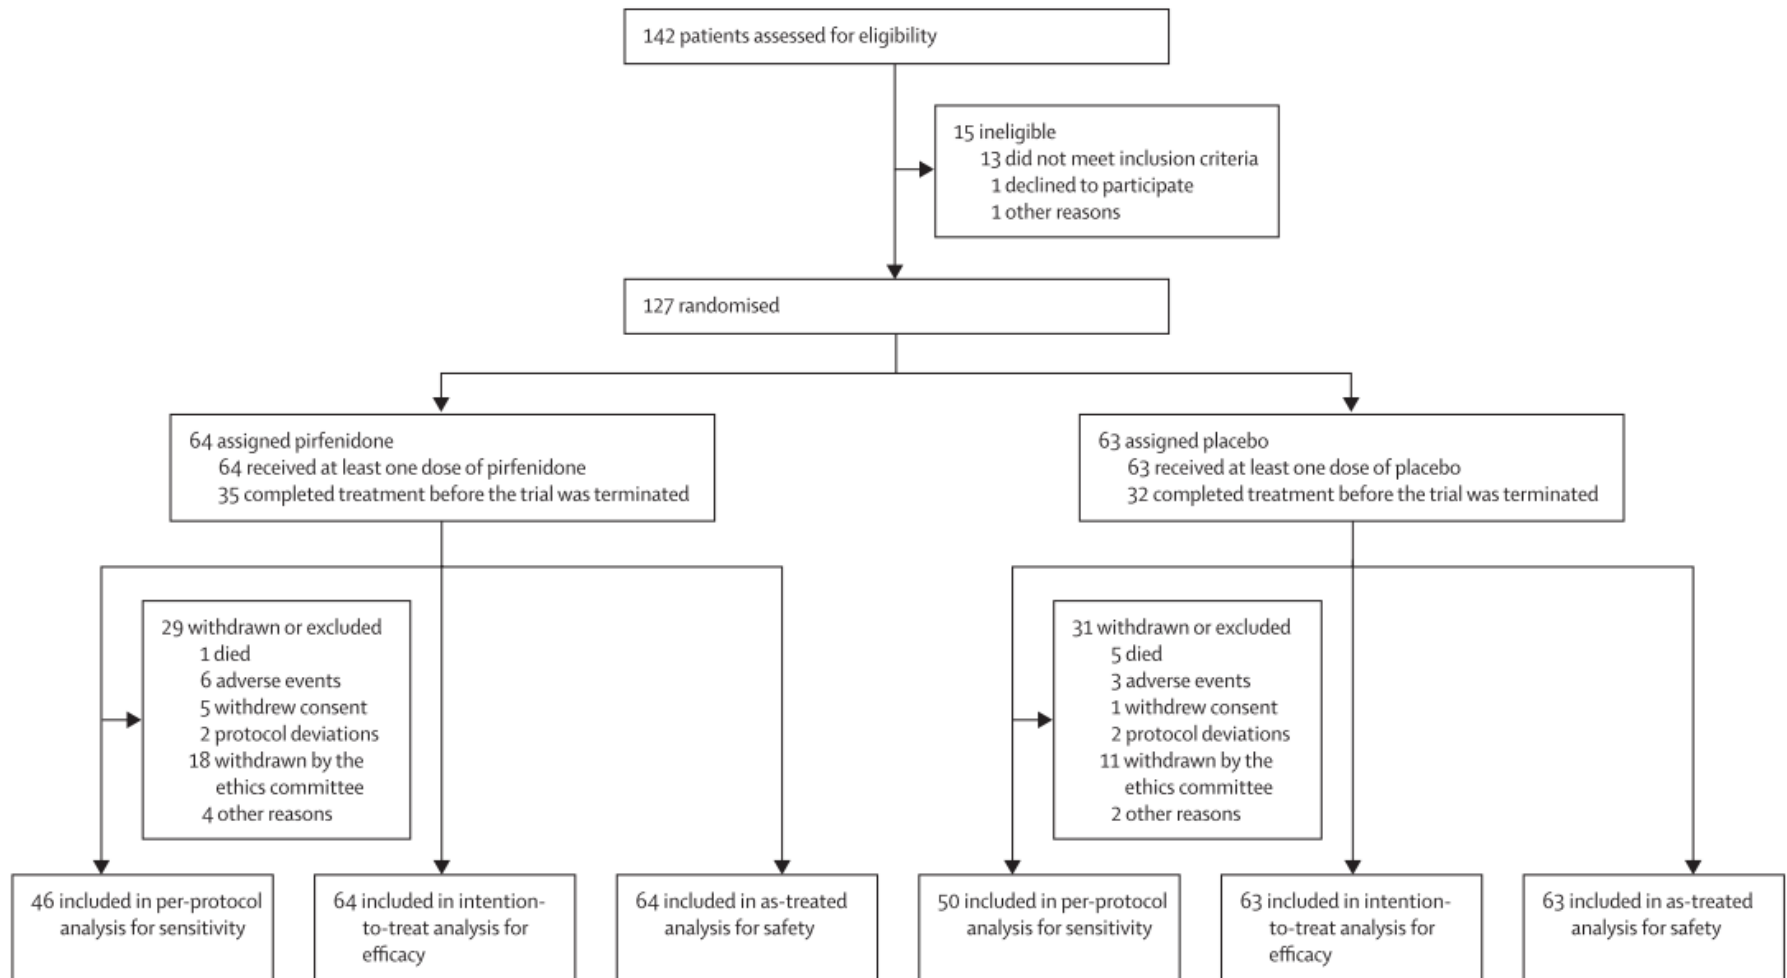 142 patients assessed for eligibility
15 ineligible
13 did not meet inclusion criteria
1 declined to participate
1 other reasons
127 randomised
64 assigned pirfenidone
64 received at least one dose of pirfenidone
35 completed treatment before the trial was terminated
63 assigned placebo
63 received at least one dose of placebo
32 completed treatment before the trial was terminated
29 withdrawn or excluded
1 died
6 adverse events
5 withdrew consent
2 protocol deviations
18 withdrawn by the
ethics committee
4 other reasons
31 withdrawn or excluded
5 died
3 adverse events
1 withdrew consent
2 protocol deviations
11 withdrawn by the
ethics committee
2 other reasons
46 included in per-protocol
analysis for sensitivity
64 included in intention-
to-treat analysis for
efficacy
64 included in as-treated
analysis for safety
50 included in per-protocol
analysis for sensitivity
63 included in intention-
to-treat analysis for
efficacy
63 included in as-treated
analysis for safety